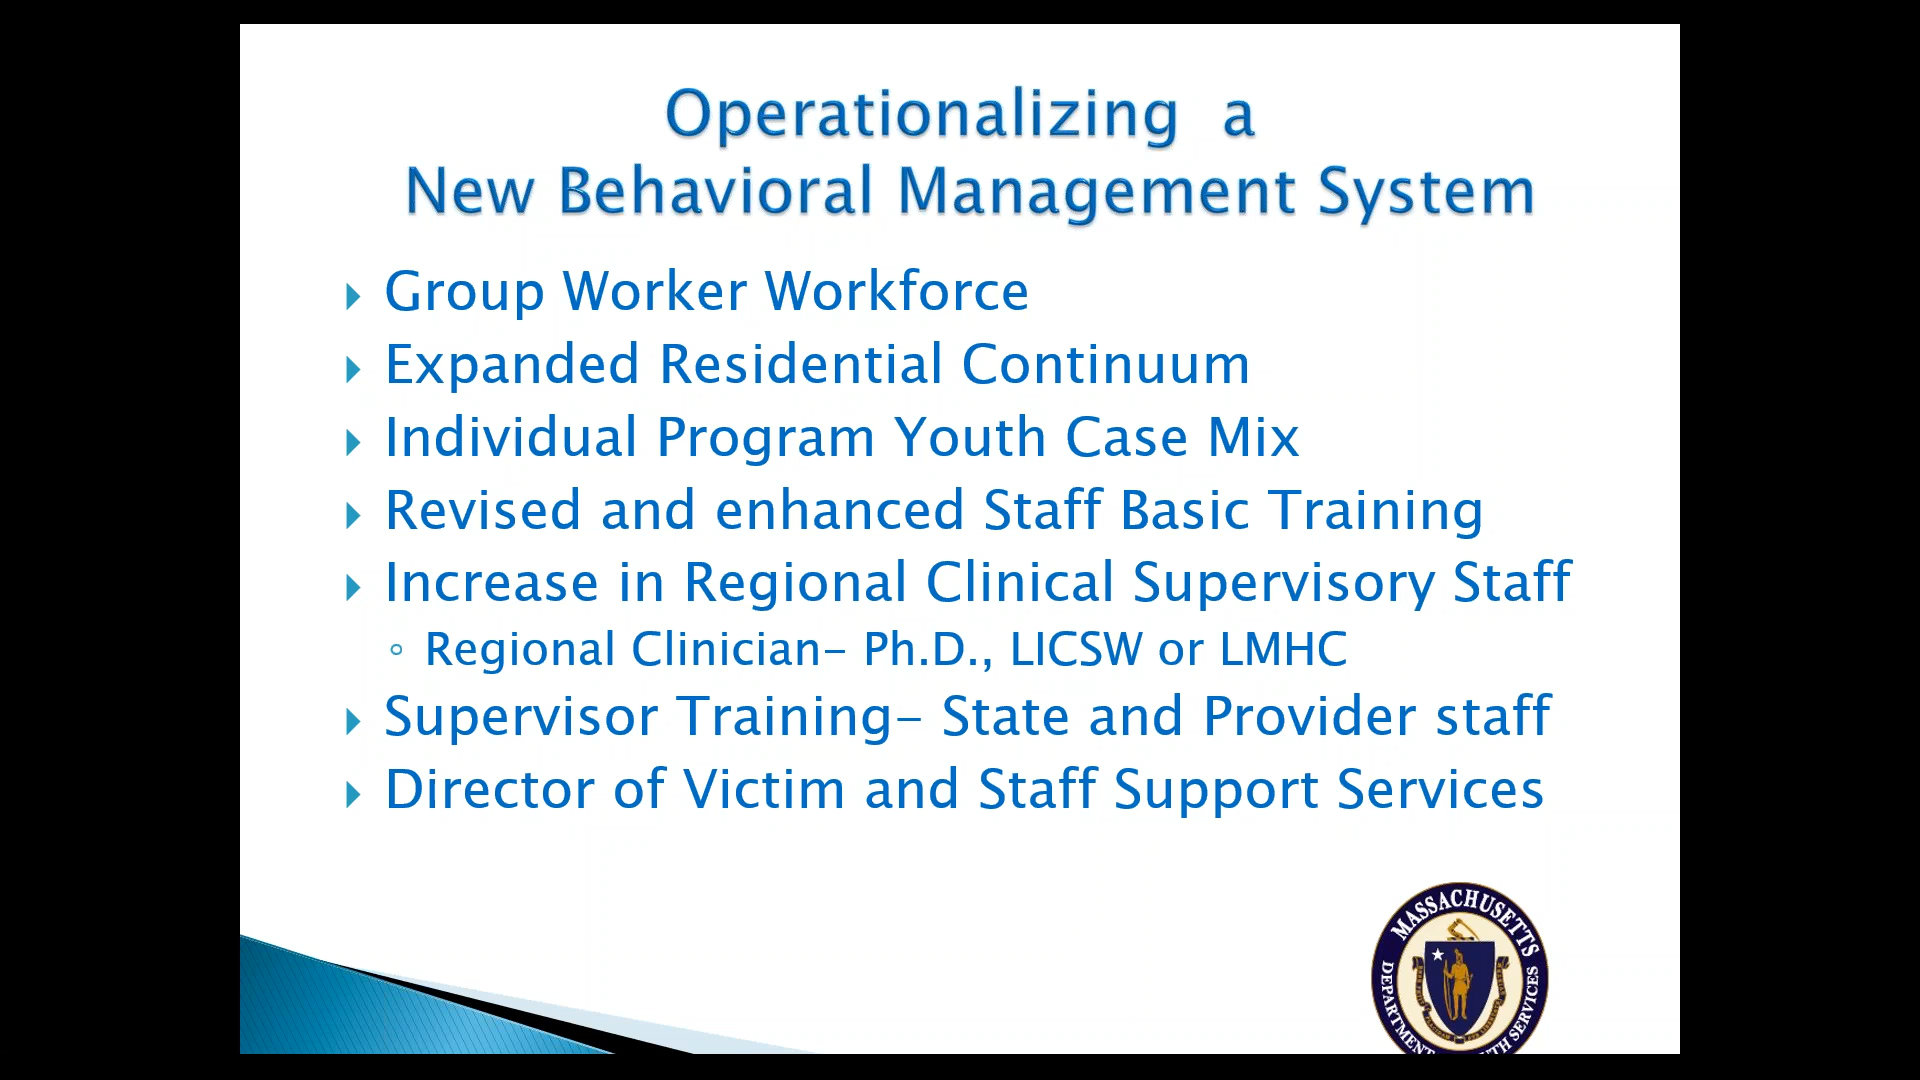 Operationalizing a
New Behavioral Management System
Group Worker Workforce
Expanded Residential Continuum
Individual Program Youth Case Mix
Revised and enhanced Staff Basic Training
Increase in Regional Clinical Supervisory Staff
Regional Clinician- Ph.D., LICSW or LMHC
Supervisor Training- State and Provider staff
Director of Victim and Staff Support Services
MASSACHUSETTS
SERVICES